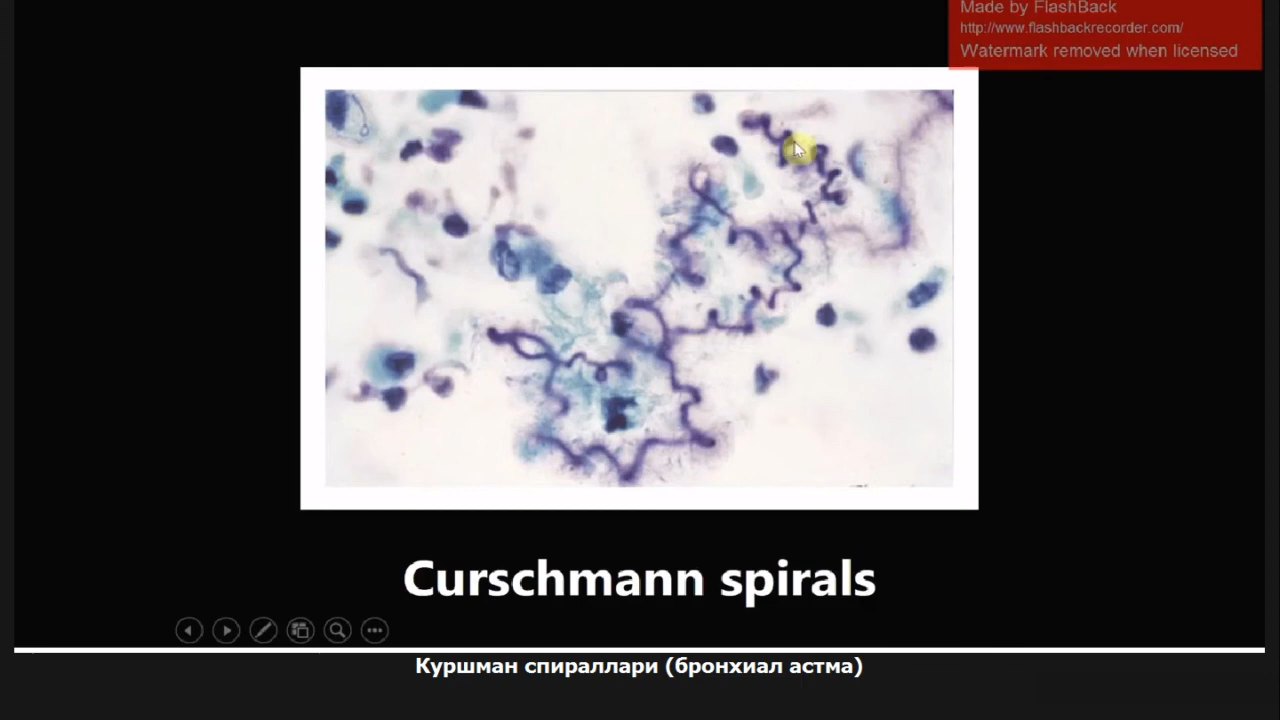 Made by FlashBack
http://www.flashbackrecorder.com/
Watermark removed when licensed
Curschmann spirals
Куршман спираллари (бронхиал астма)